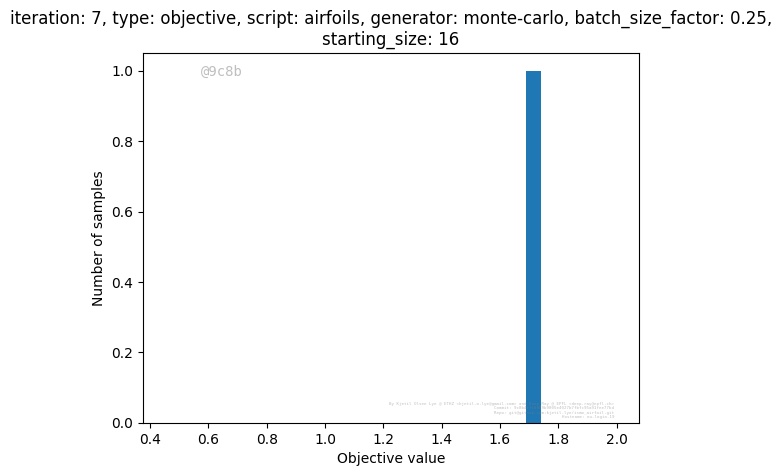 iteration: 7, type: objective, script: airfoils, generator: monte-carlo, batch_size_factor: 0.25,
starting_size: 16
@9c8b
1.0
0.8
0.6
0.4
0.2
0.0
Number of samples
0.4 0.6 0.8 1.0 1.2 1.4 1.6 1.8 2.0
Objective value